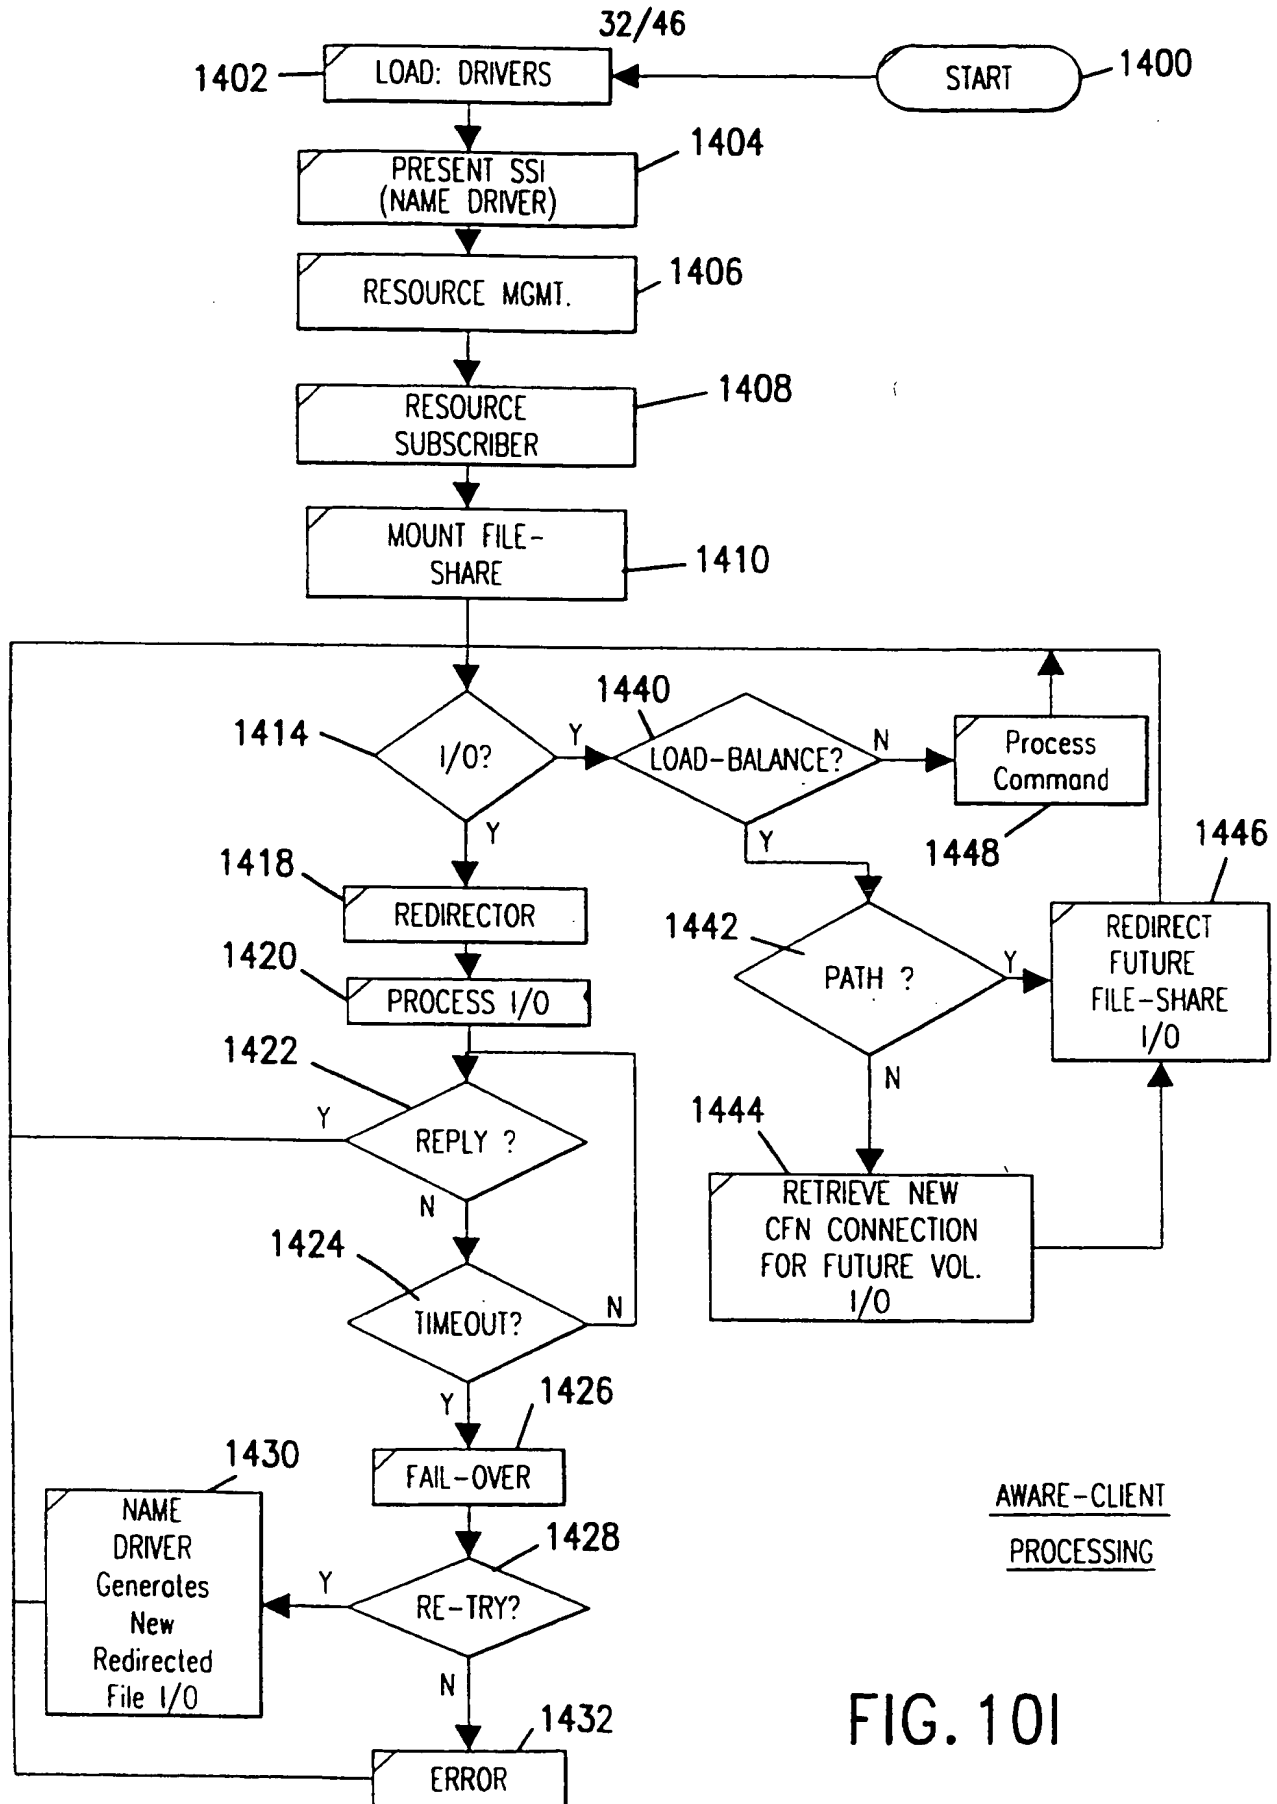 32/46
1402
LOAD: DRIVERS
START
1400
1404
PRESENT SSI
(NAME DRIVER)
1406
RESOURCE MGMT.
1408
RESOURCE
SUBSCRIBER
MOUNT FILE-
SHARE
1410
1440
1414
I/O?
Y
LOAD-BALANCE?
N
Process
Command
Y
Y
1448
1446
1418
REDIRECTOR
1442
PATH ?
Y
REDIRECT
FUTURE
FILE-SHARE
I/O
1420
PROCESS I/O
1422
Y
REPLY ?
N
N
1444
RETRIEVE NEW
CFN CONNECTION
FOR FUTURE VOL.
I/O
1424
TIMEOUT?
N
Y
1426
FAIL-OVER
1430
NAME
DRIVER
Generates
New
Redirected
File I/O
Y
1428
RE-TRY?
N
1432
ERROR
AWARE-CLIENT
PROCESSING
FIG. 10I